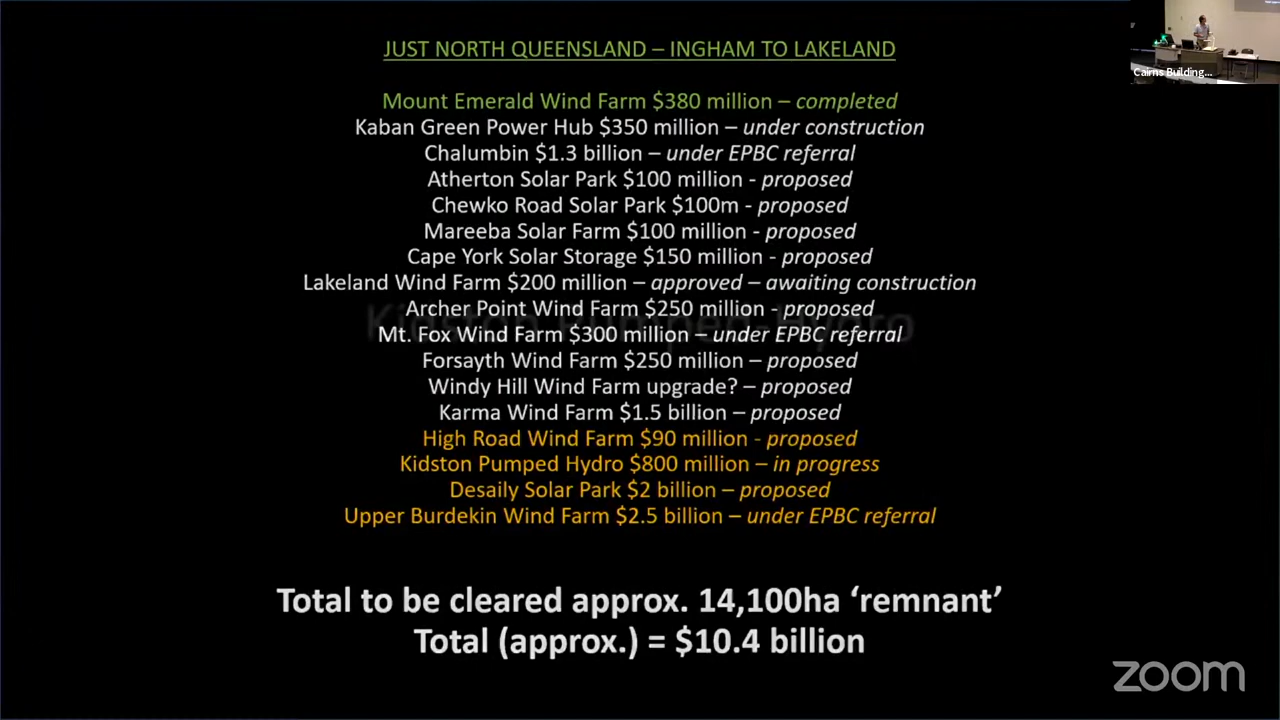 JUST NORTH QUEENSLAND – INGHAM TO LAKELAND
Mount Emerald Wind Farm $380 million – completed
Kaban Green Power Hub $350 million – under construction
Chalumbin $1.3 billion – under EPBC referral
Atherton Solar Park $100 million - proposed
Chewko Road Solar Park $100m - proposed
Mareeba Solar Farm $100 million - proposed
Cape York Solar Storage $150 million - proposed
Lakeland Wind Farm $200 million – approved – awaiting construction
Archer Point Wind Farm $250 million - proposed
Kidston Pumped Hydro
Mt. Fox Wind Farm $300 million – under EPBC referral
Forsayth Wind Farm $250 million – proposed
Windy Hill Wind Farm upgrade? – proposed
Karma Wind Farm $1.5 billion – proposed
High Road Wind Farm $90 million - proposed
Kidston Pumped Hydro $800 million – in progress
Desaily Solar Park $2 billion – proposed
Upper Burdekin Wind Farm $2.5 billion – under EPBC referral
Total to be cleared approx. 14,100ha ‘remnant’
Total (approx.) = $10.4 billion
Cairns Building...
zoom